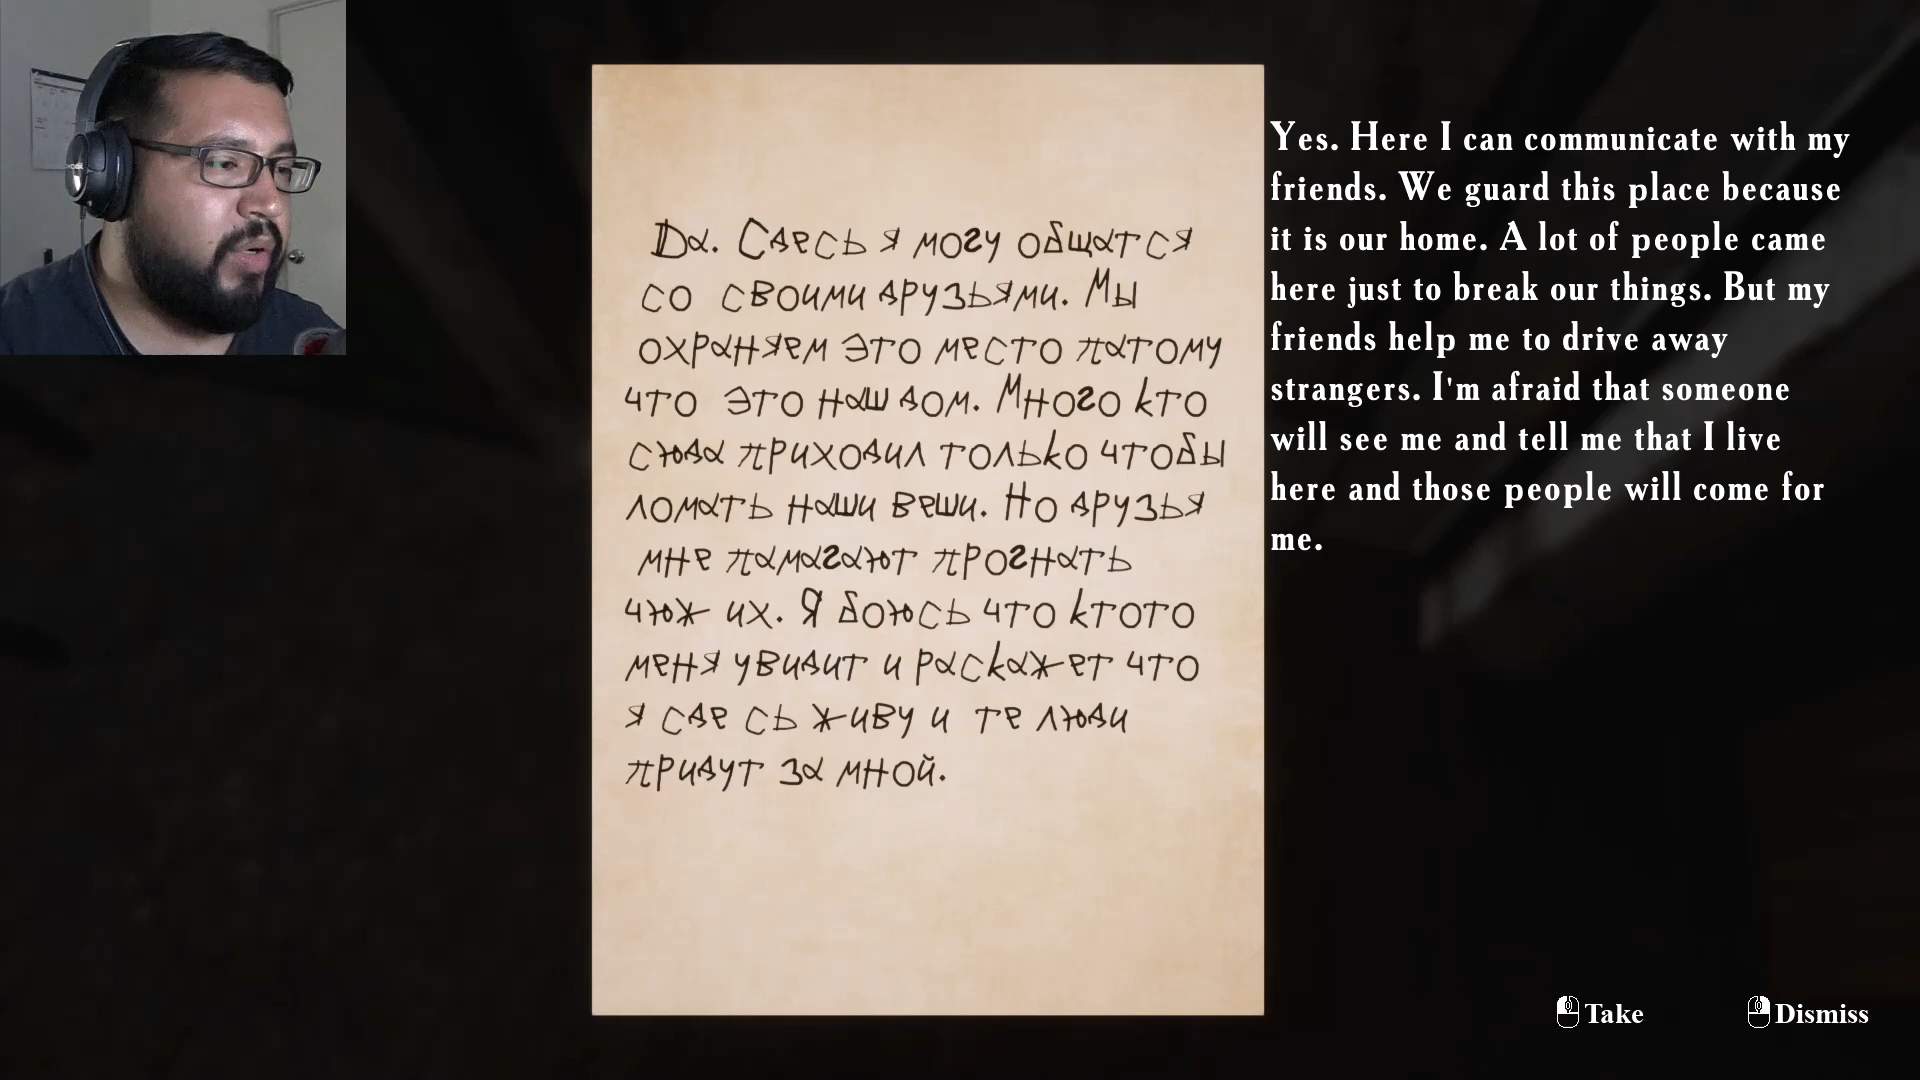 Да. Сдесь я могу общатся
со своими друзьями. Мы
охраняем это место патому
что это наш дом. Много кто
сюда приходил только чтобы
ломать наши веши. Но друзья
мне памагают прогнать
чюж их. Я боюсь что ктото
меня увидит и раскажет что
я сде сь живу и те люди
придут за мной.
Yes. Here I can communicate with my
friends. We guard this place because
it is our home. A lot of people came
here just to break our things. But my
friends help me to drive away
strangers. I'm afraid that someone
will see me and tell me that I live
here and those people will come for
me.
Take
Dismiss